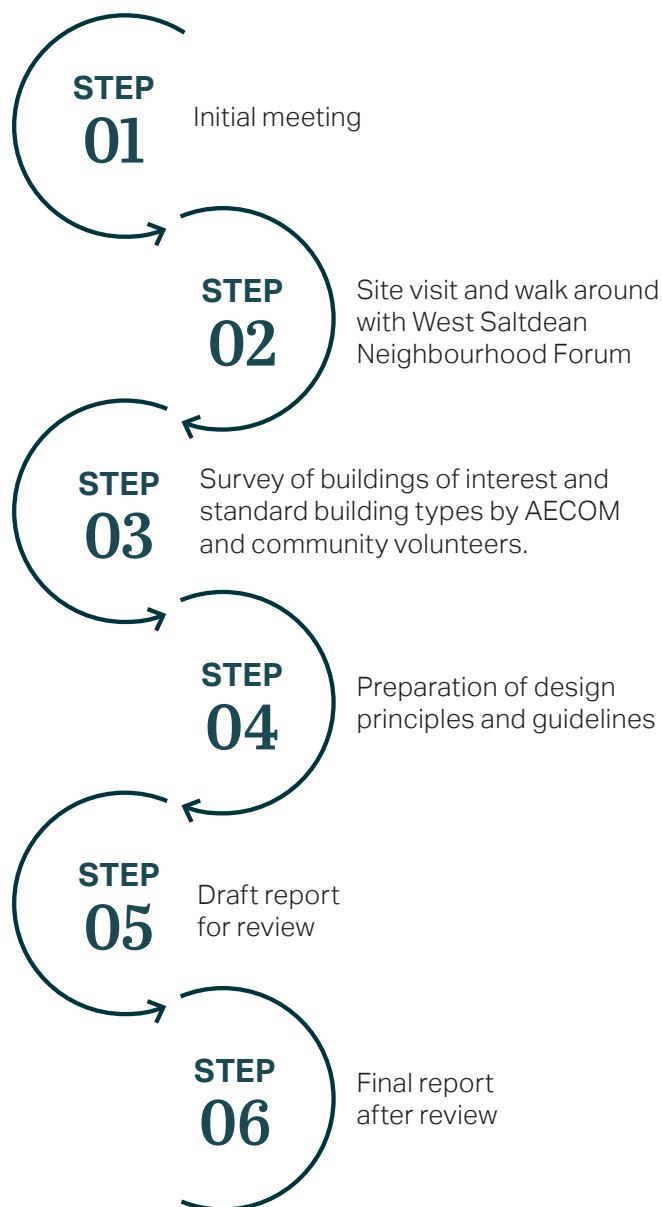 STEP
01
Initial meeting
STEP
02
Site visit and walk around
with West Saltdean
Neighbourhood Forum
STEP
03
Survey of buildings of interest and
standard building types by AECOM
and community volunteers.
STEP
04
Preparation of design
principles and guidelines
STEP
05
Draft report
for review
STEP
06
Final report
after review